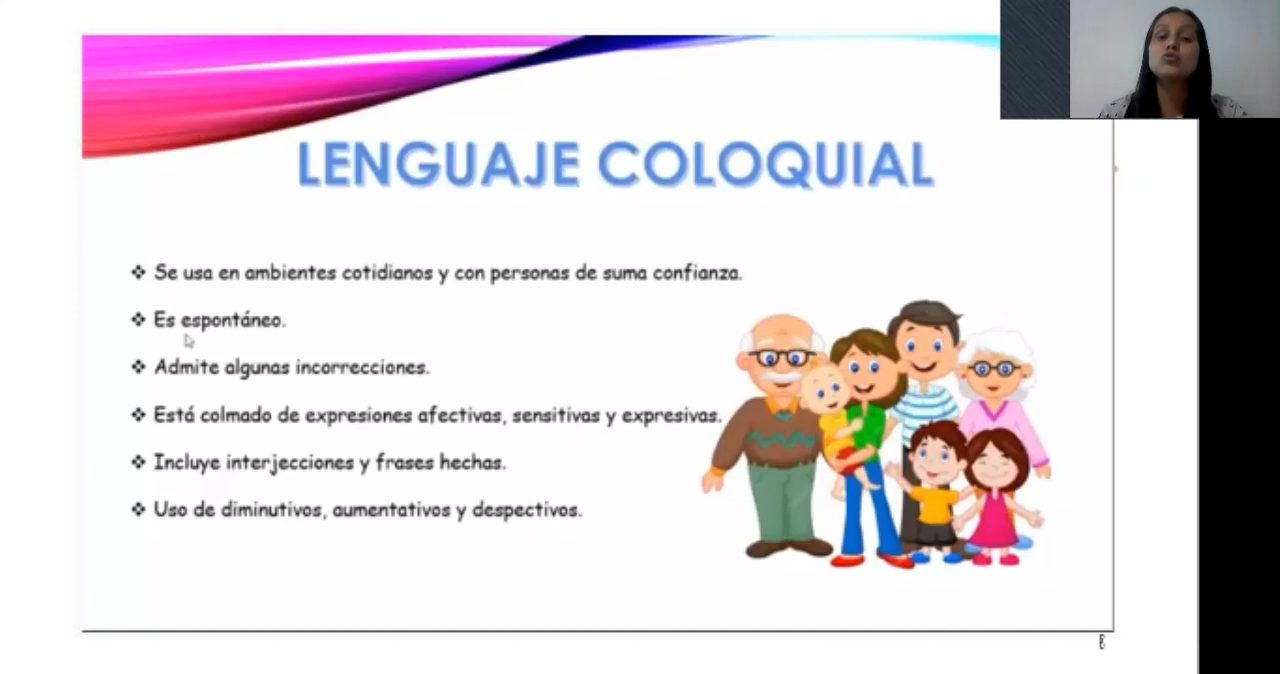 LENGUAJE COLOQUIAL
❖ Se usa en ambientes cotidianos y con personas de suma confianza.
❖ Es espontáneo.
❖ Admite algunas incorrecciones.
❖ Está colmado de expresiones afectivas, sensitivas y expresivas.
❖ Incluye interjecciones y frases hechas.
❖ Uso de diminutivos, aumentativos y despectivos.